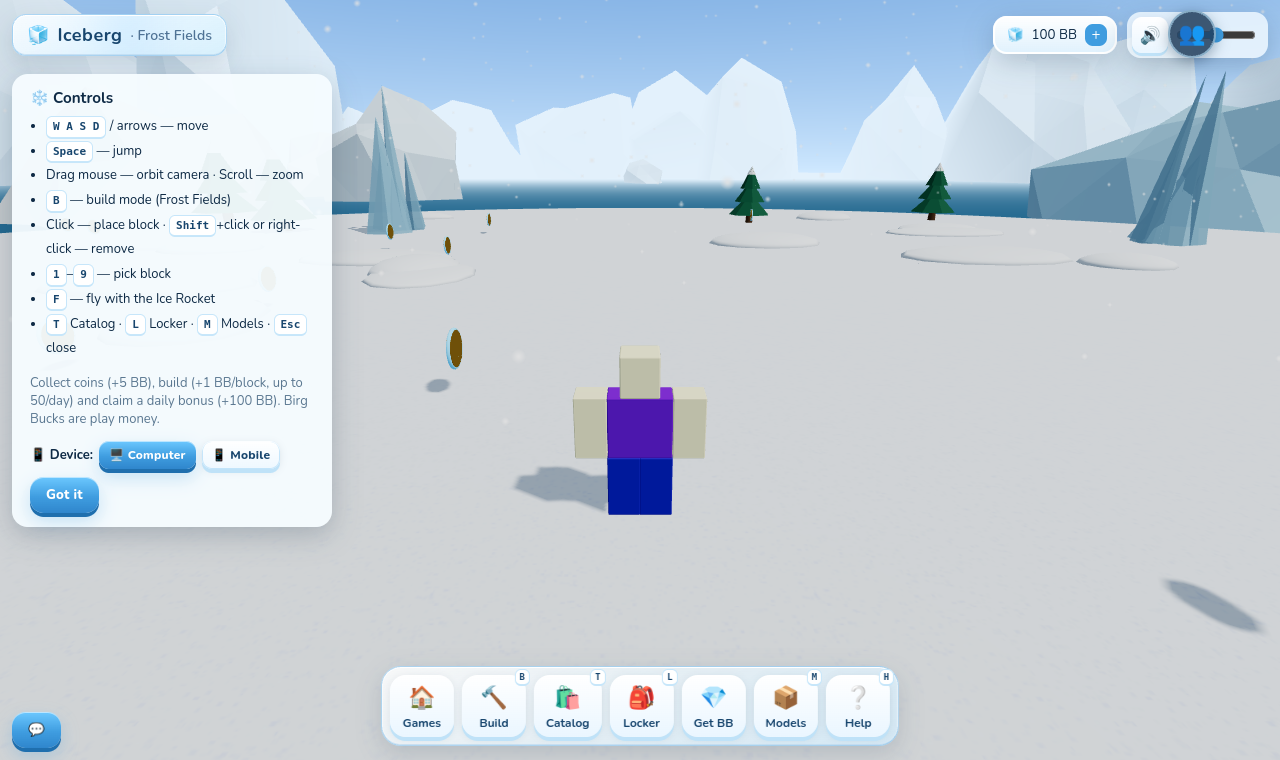 Iceberg · Frost Fields
100 BB +
Controls
W A S D / arrows — move
Space — jump
Drag mouse — orbit camera · Scroll — zoom
B — build mode (Frost Fields)
Click — place block · Shift+click or right-
click — remove
1–9 — pick block
F — fly with the Ice Rocket
T Catalog · L Locker · M Models · Esc
close
Collect coins (+5 BB), build (+1 BB/block, up to
50/day) and claim a daily bonus (+100 BB). Birg
Bucks are play money.
Device: Computer Mobile
Got it
B T L M H
Games Build Catalog Locker Get BB Models Help